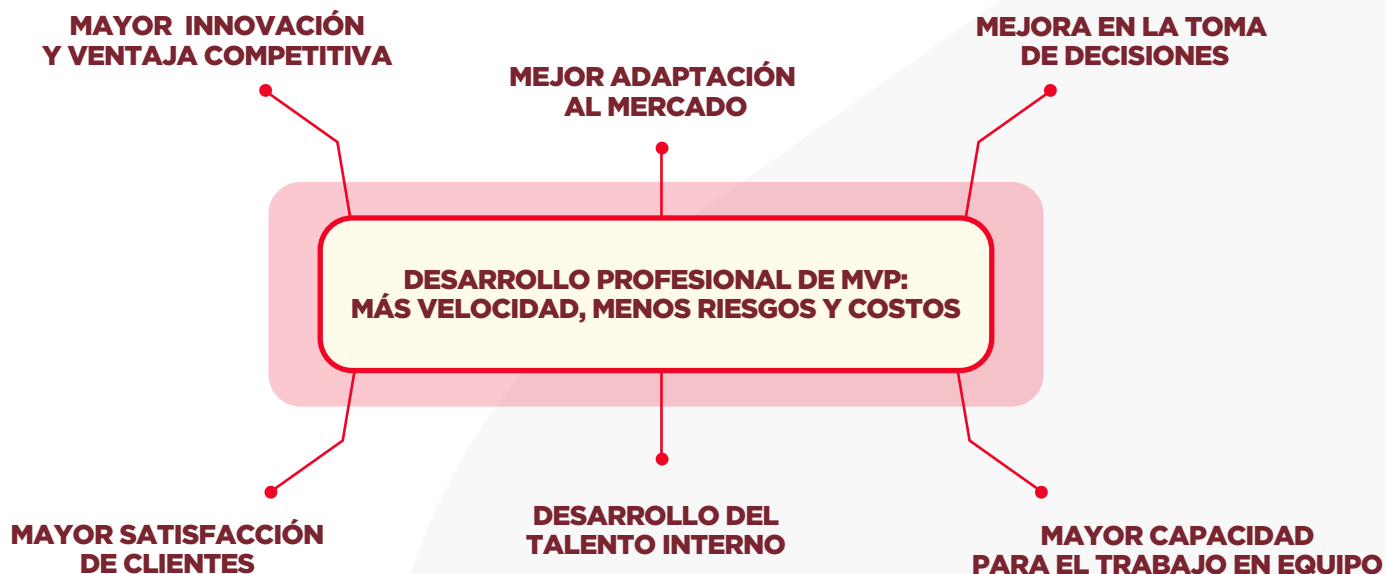 MAYOR INNOVACIÓN
Y VENTAJA COMPETITIVA
MEJOR ADAPTACIÓN
AL MERCADO
MEJORA EN LA TOMA
DE DECISIONES
DESARROLLO PROFESIONAL DE MVP:
MÁS VELOCIDAD, MENOS RIESGOS Y COSTOS
MAYOR SATISFACCIÓN
DE CLIENTES
DESARROLLO DEL
TALENTO INTERNO
MAYOR CAPACIDAD
PARA EL TRABAJO EN EQUIPO